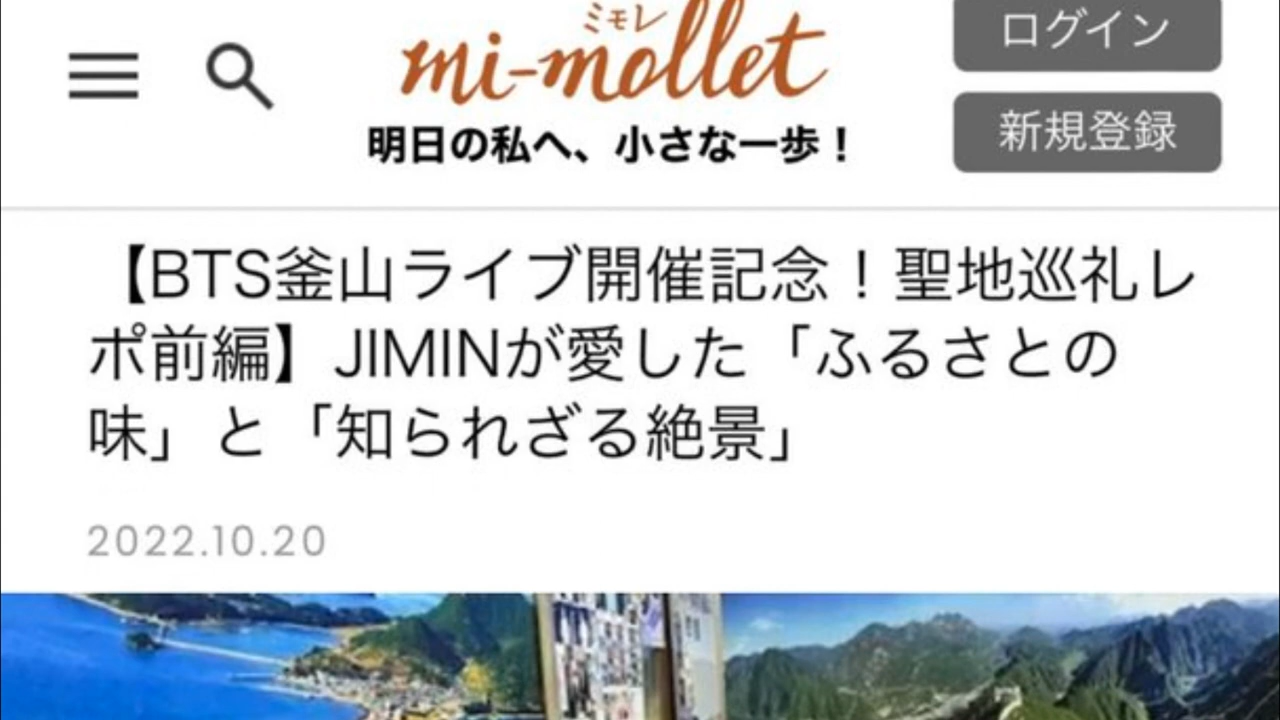 ミモレ
mi-mollet
明日の私へ、小さな一歩！
ログイン
新規登録
【BTS釜山ライブ開催記念！聖地巡礼レ
ポ前編】JIMINが愛した「ふるさとの
味」と「知られざる絶景」
2022.10.20